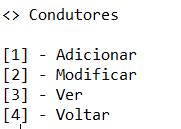 <> Condutores
[1] - Adicionar
[2] - Modificar
[3] - Ver
[4] - Voltar